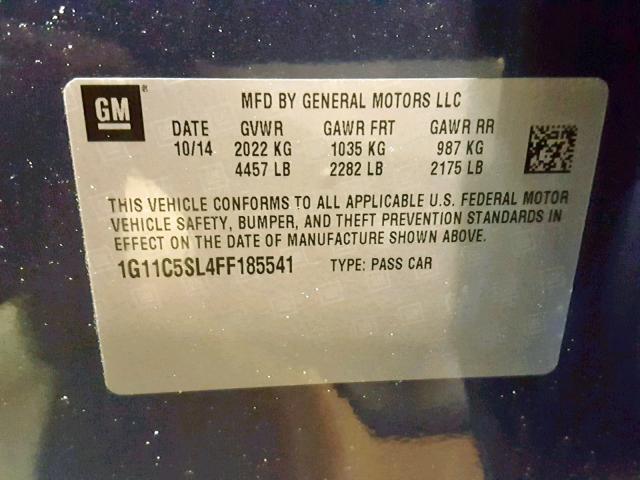 GM ® MFD BY GENERAL MOTORS LLC
DATE GVWR GAWR FRT GAWR RR
10/14 2022 KG 1035 KG 987 KG
4457 LB 2282 LB 2175 LB
THIS VEHICLE CONFORMS TO ALL APPLICABLE U.S. FEDERAL MOTOR
VEHICLE SAFETY, BUMPER, AND THEFT PREVENTION STANDARDS IN
EFFECT ON THE DATE OF MANUFACTURE SHOWN ABOVE.
1G11C5SL4FF185541 TYPE: PASS CAR